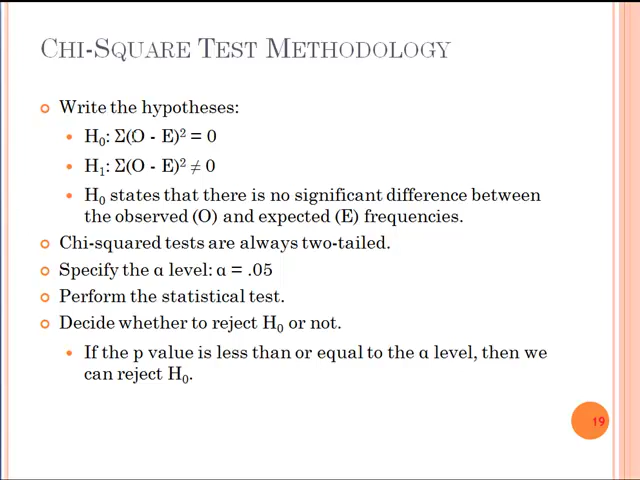 CHI-SQUARE TEST METHODOLOGY
Write the hypotheses:
H₀: Σ(O - E)² = 0
H₁: Σ(O - E)² ≠ 0
H₀ states that there is no significant difference between
the observed (O) and expected (E) frequencies.
Chi-squared tests are always two-tailed.
Specify the α level: α = .05
Perform the statistical test.
Decide whether to reject H₀ or not.
If the p value is less than or equal to the α level, then we
can reject H₀.
19